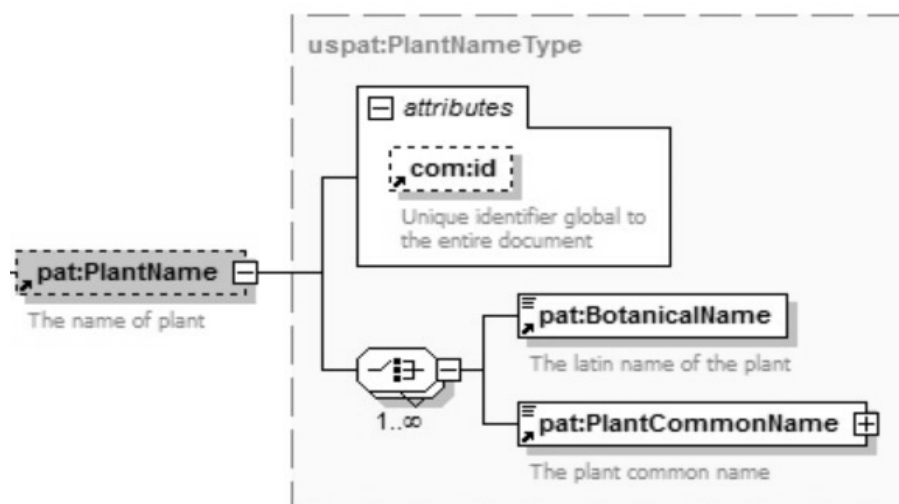 uspat:PlantNameType
attributes
com:id
Unique identifier global to
the entire document
pat:PlantName
The name of plant
pat:BotanicalName
The latin name of the plant
1..∞
pat:PlantCommonName
The plant common name